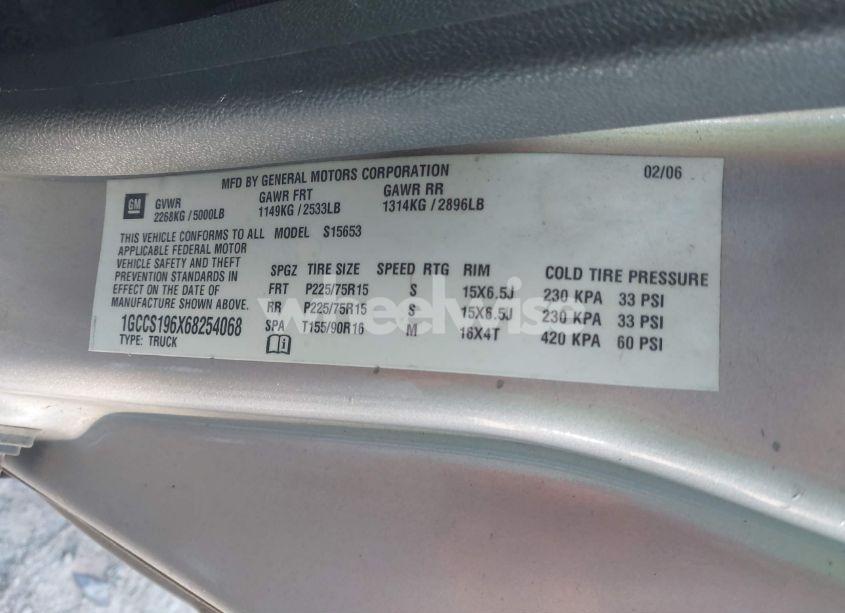 MFD BY GENERAL MOTORS CORPORATION 02/06
GM GVWR GAWR FRT GAWR RR
2268KG / 5000LB 1149KG / 2533LB 1314KG / 2896LB
THIS VEHICLE CONFORMS TO ALL MODEL S15653
APPLICABLE FEDERAL MOTOR
VEHICLE SAFETY AND THEFT
PREVENTION STANDARDS IN
EFFECT ON THE DATE OF
MANUFACTURE SHOWN ABOVE.
1GCCS196X68254068
TYPE: TRUCK
SPGZ TIRE SIZE SPEED RTG RIM COLD TIRE PRESSURE
FRT P225/75R15 S 15X6.5J 230 KPA 33 PSI
RR P225/75R15 S 15X6.5J 230 KPA 33 PSI
SPA T155/90R16 M 16X4T 420 KPA 60 PSI
wheelwise